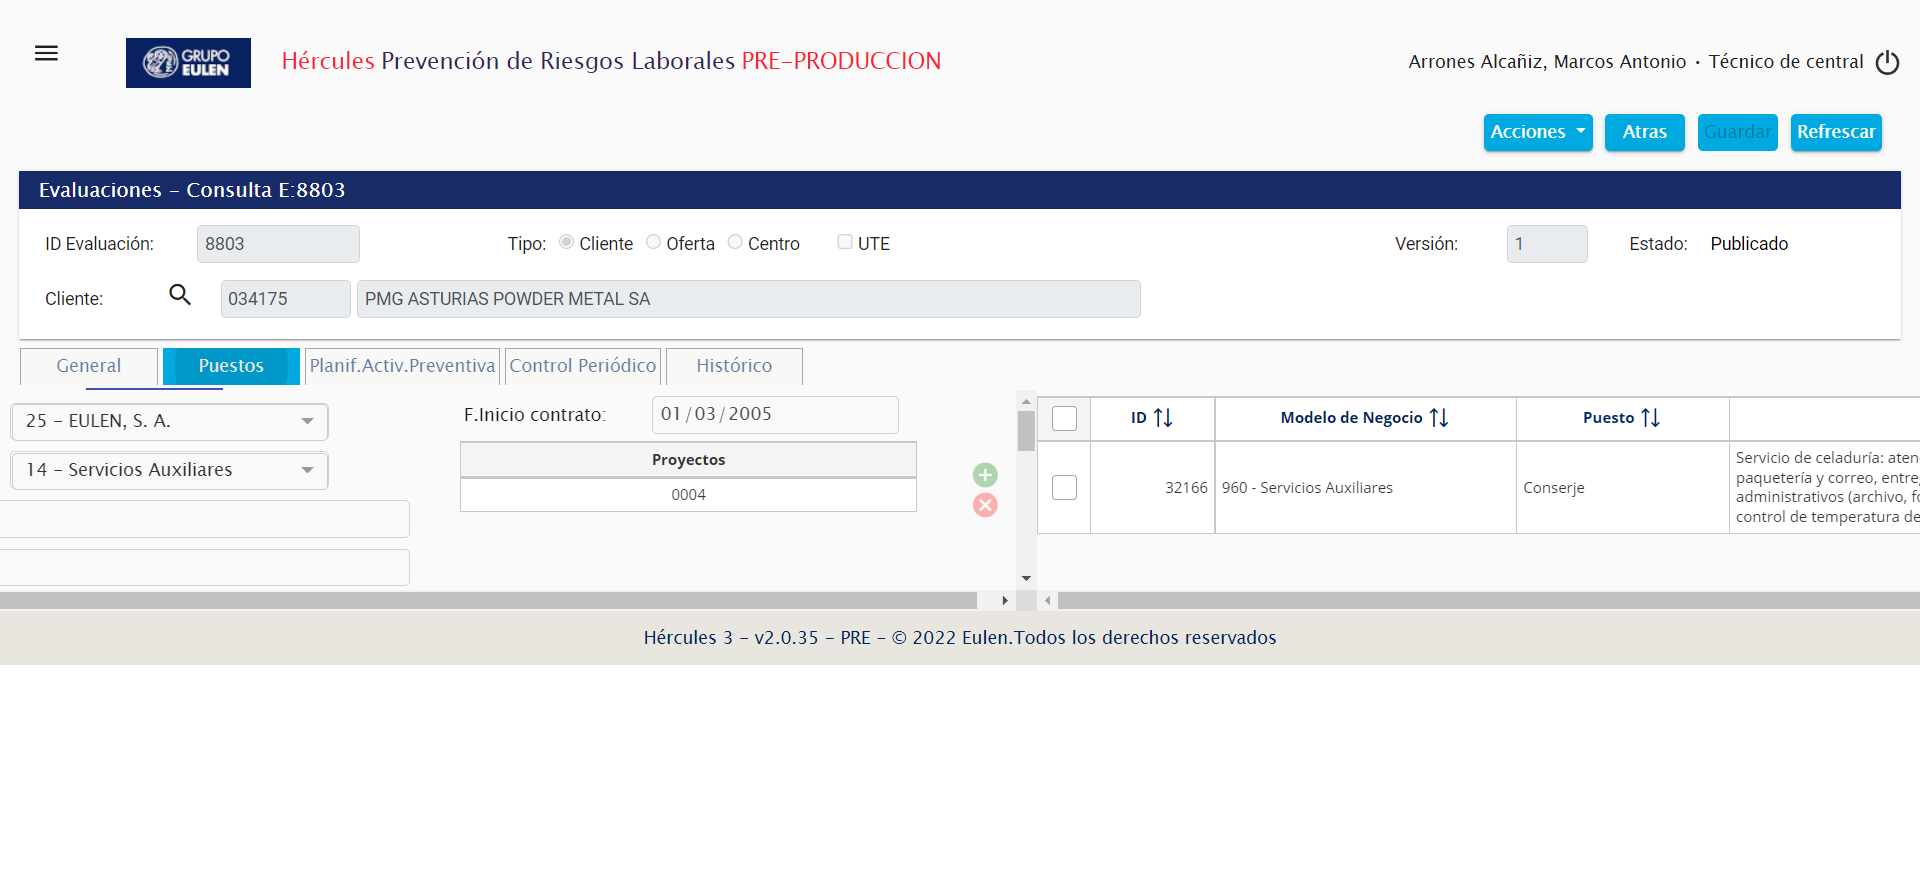 GRUPO
EULEN
Hércules Prevención de Riesgos Laborales PRE-PRODUCCION
Arrones Alcañiz, Marcos Antonio · Técnico de central
Acciones Atras Guardar Refrescar
Evaluaciones - Consulta E:8803
ID Evaluación: 8803 Tipo: Cliente Oferta Centro UTE Versión: 1 Estado: Publicado
Cliente: 034175 PMG ASTURIAS POWDER METAL SA
General Puestos Planif.Activ.Preventiva Control Periódico Histórico
25 - EULEN, S. A.
14 - Servicios Auxiliares
F.Inicio contrato: 01/03/2005
Proyectos
0004
ID Modelo de Negocio Puesto
32166 960 - Servicios Auxiliares Conserje
Servicio de celaduría: aten
paquetería y correo, entreg
administrativos (archivo, fo
control de temperatura de
Hércules 3 - v2.0.35 - PRE - © 2022 Eulen.Todos los derechos reservados